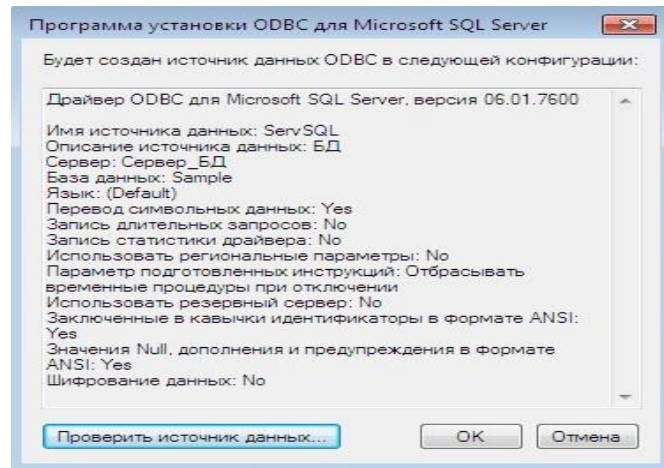 Программа установки ODBC для Microsoft SQL Server
Будет создан источник данных ODBC в следующей конфигурации:
Драйвер ODBC для Microsoft SQL Server, версия 06.01.7600
Имя источника данных: ServSQL
Описание источника данных: БД
Сервер: Сервер_БД
База данных: Sample
Язык: (Default)
Перевод символьных данных: Yes
Запись длительных запросов: No
Запись статистики драйвера: No
Использовать региональные параметры: No
Параметр подготовленных инструкций: Отбрасывать
временные процедуры при отключении
Использовать резервный сервер: No
Заключенные в кавычки идентификаторы в формате ANSI:
Yes
Значения Null, дополнения и предупреждения в формате
ANSI: Yes
Шифрование данных: No
Проверить источник данных... OK Отмена